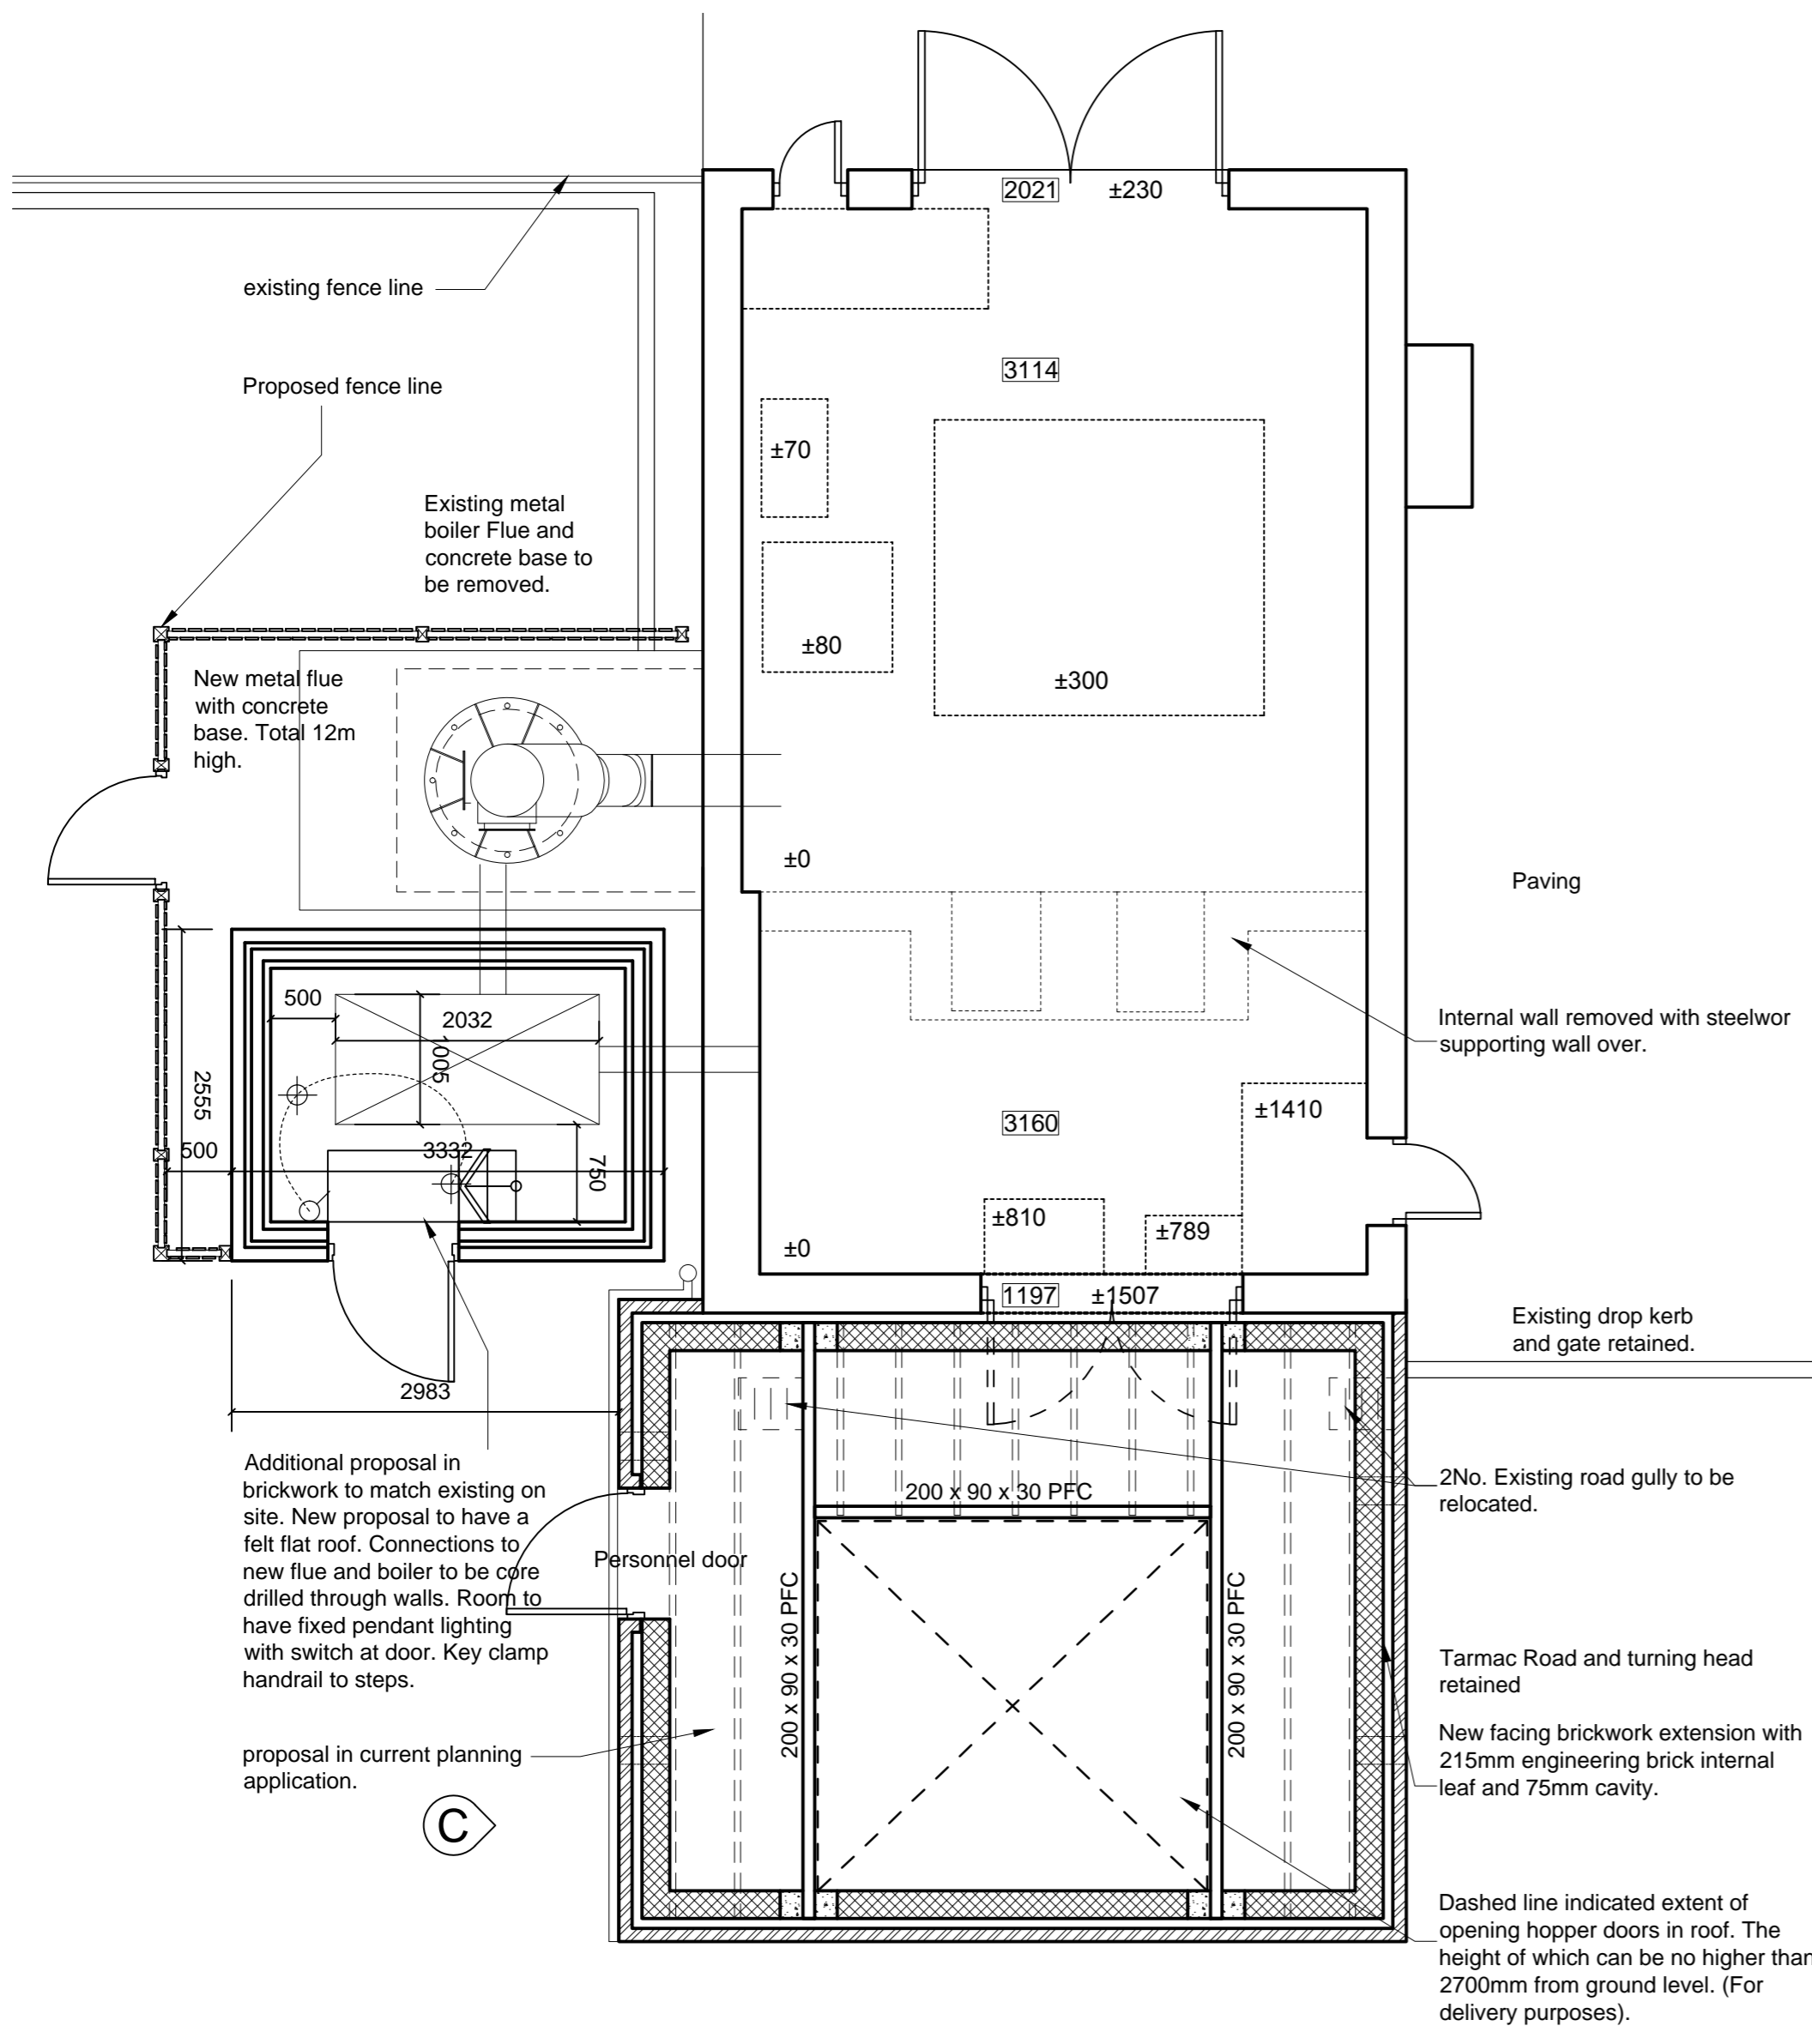 2021
±230
existing fence line
3114
Proposed fence line
±70
Existing metal
boiler Flue and
concrete base to
be removed.
±80
±300
New metal flue
with concrete
base. Total 12m
high.
±0
Paving
500
2032
1005
Internal wall removed with steelwor
supporting wall over.
2555
3160
±1410
500
3332
750
±810
±789
±0
1197
±1507
Existing drop kerb
and gate retained.
2983
Additional proposal in
brickwork to match existing on
site. New proposal to have a
felt flat roof. Connections to
new flue and boiler to be core
drilled through walls. Room to
have fixed pendant lighting
with switch at door. Key clamp
handrail to steps.
2No. Existing road gully to be
relocated.
200 x 90 x 30 PFC
Personnel door
200 x 90 x 30 PFC
200 x 90 x 30 PFC
Tarmac Road and turning head
retained
proposal in current planning
application.
New facing brickwork extension with
215mm engineering brick internal
leaf and 75mm cavity.
C
Dashed line indicated extent of
opening hopper doors in roof. The
height of which can be no higher than
2700mm from ground level. (For
delivery purposes).